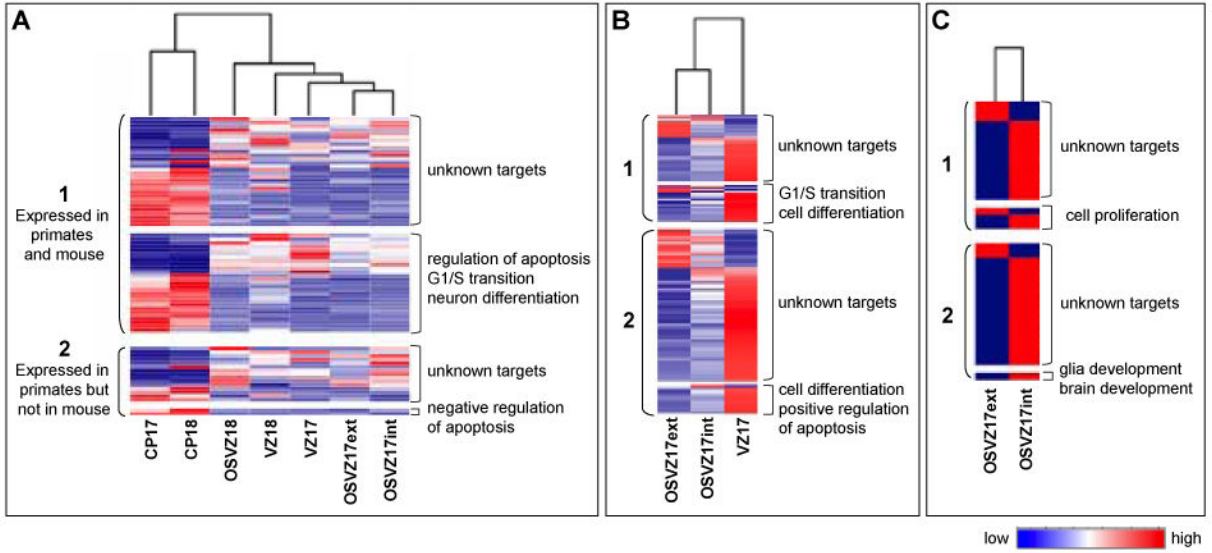 A
1
Expressed in
primates
and mouse
2
Expressed in
primates but
not in mouse
unknown targets
regulation of apoptosis
G1/S transition
neuron differentiation
unknown targets
negative regulation
of apoptosis
CP17
CP18
OSVZ18
VZ18
VZ17
OSVZ17ext
OSVZ17int
B
1
2
unknown targets
G1/S transition
cell differentiation
unknown targets
cell differentiation
positive regulation
of apoptosis
OSVZ17ext
OSVZ17int
VZ17
C
1
2
unknown targets
cell proliferation
unknown targets
glia development
brain development
OSVZ17ext
OSVZ17int
low
high